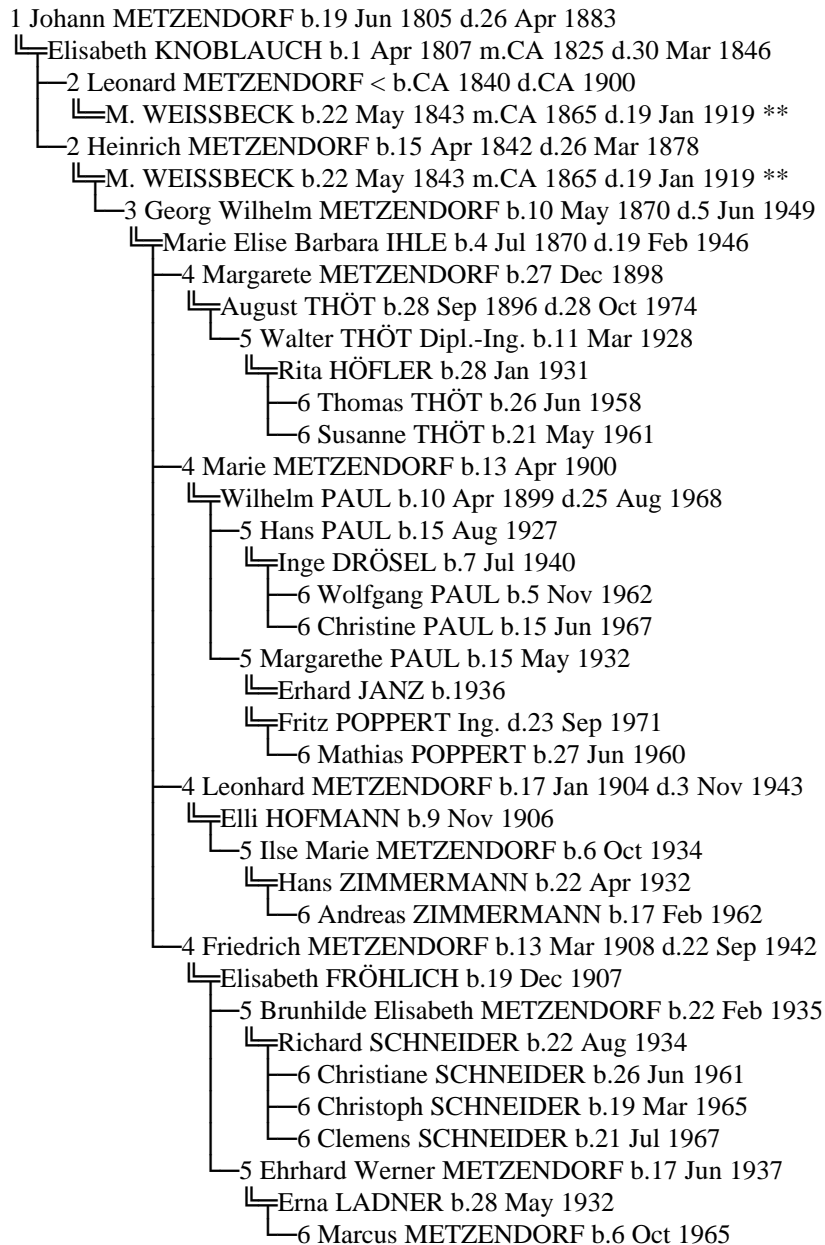 1 Johann METZENDORF b.19 Jun 1805 d.26 Apr 1883
Elisabeth KNOBLAUCH b.1 Apr 1807 m.CA 1825 d.30 Mar 1846
2 Leonard METZENDORF < b.CA 1840 d.CA 1900
M. WEISSBECK b.22 May 1843 m.CA 1865 d.19 Jan 1919 **
2 Heinrich METZENDORF b.15 Apr 1842 d.26 Mar 1878
M. WEISSBECK b.22 May 1843 m.CA 1865 d.19 Jan 1919 **
3 Georg Wilhelm METZENDORF b.10 May 1870 d.5 Jun 1949
Marie Elise Barbara IHLE b.4 Jul 1870 d.19 Feb 1946
4 Margarete METZENDORF b.27 Dec 1898
August THÖT b.28 Sep 1896 d.28 Oct 1974
5 Walter THÖT Dipl.-Ing. b.11 Mar 1928
Rita HÖFLER b.28 Jan 1931
6 Thomas THÖT b.26 Jun 1958
6 Susanne THÖT b.21 May 1961
4 Marie METZENDORF b.13 Apr 1900
Wilhelm PAUL b.10 Apr 1899 d.25 Aug 1968
5 Hans PAUL b.15 Aug 1927
Inge DRÖSEL b.7 Jul 1940
6 Wolfgang PAUL b.5 Nov 1962
6 Christine PAUL b.15 Jun 1967
5 Margarethe PAUL b.15 May 1932
Erhard JANZ b.1936
Fritz POPPERT Ing. d.23 Sep 1971
6 Mathias POPPERT b.27 Jun 1960
4 Leonhard METZENDORF b.17 Jan 1904 d.3 Nov 1943
Elli HOFMANN b.9 Nov 1906
5 Ilse Marie METZENDORF b.6 Oct 1934
Hans ZIMMERMANN b.22 Apr 1932
6 Andreas ZIMMERMANN b.17 Feb 1962
4 Friedrich METZENDORF b.13 Mar 1908 d.22 Sep 1942
Elisabeth FRÖHLICH b.19 Dec 1907
5 Brunhilde Elisabeth METZENDORF b.22 Feb 1935
Richard SCHNEIDER b.22 Aug 1934
6 Christiane SCHNEIDER b.26 Jun 1961
6 Christoph SCHNEIDER b.19 Mar 1965
6 Clemens SCHNEIDER b.21 Jul 1967
5 Ehrhard Werner METZENDORF b.17 Jun 1937
Erna LADNER b.28 May 1932
6 Marcus METZENDORF b.6 Oct 1965